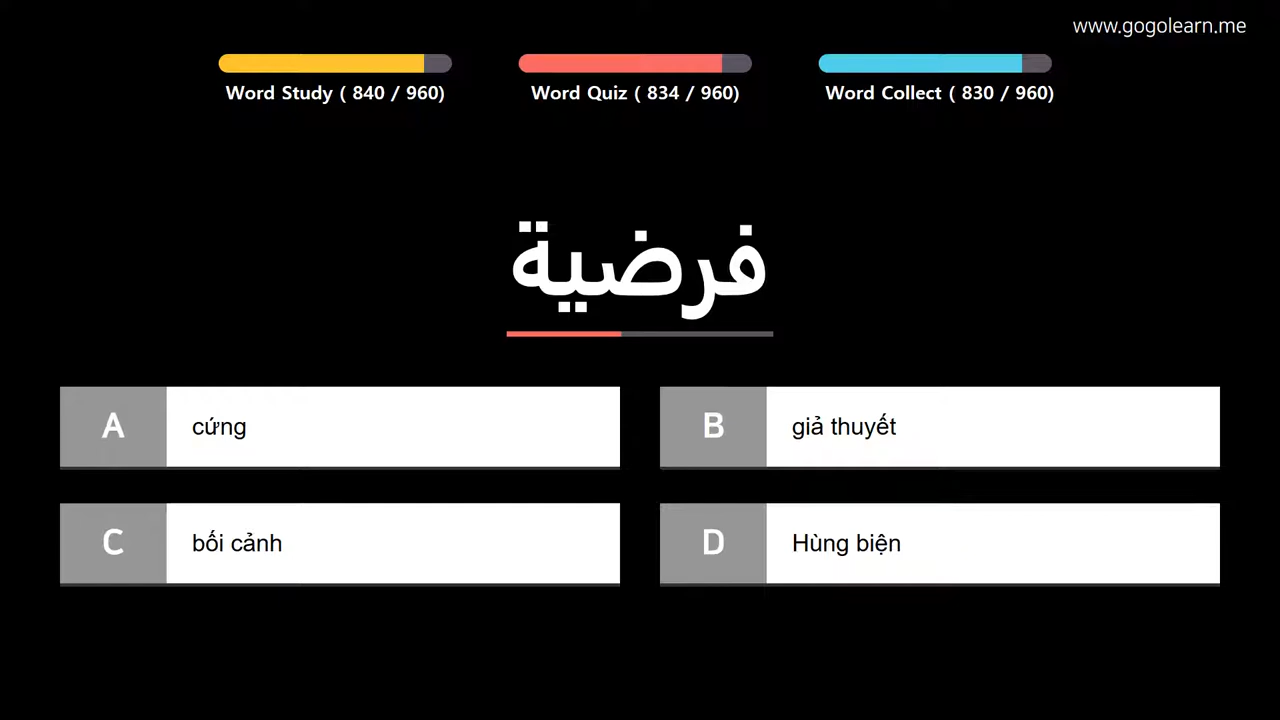 www.gogolearn.me
Word Study ( 840 / 960)
Word Quiz ( 834 / 960)
Word Collect ( 830 / 960)
فرضية
A cứng
B giả thuyết
C bối cảnh
D Hùng biện